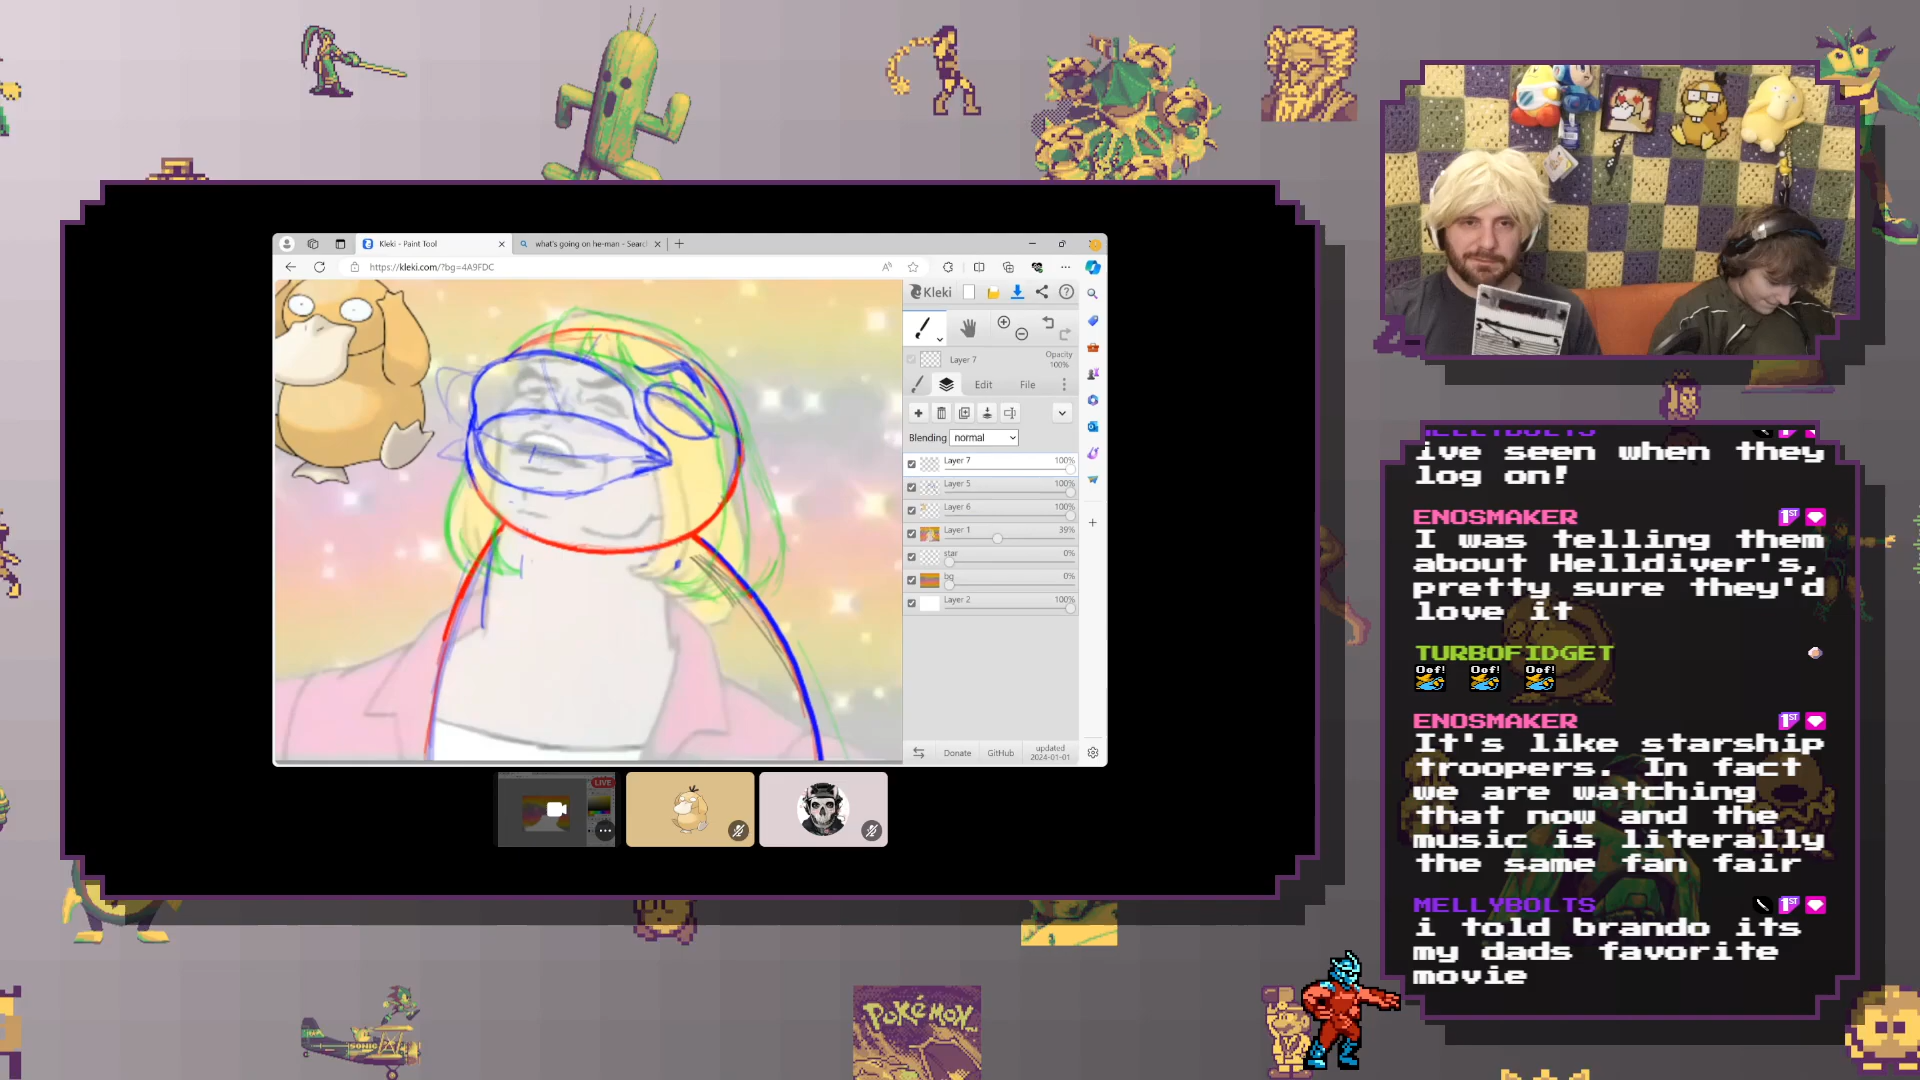 Kleki - Paint Tool
what's going on he-man - Searc
https://kleki.com/?bg=4A9FDC
Kleki
Layer 7
Opacity
100%
Edit
File
Blending
normal
Layer 7
100%
Layer 5
100%
Layer 6
100%
Layer 1
39%
star
0%
bg
0%
Layer 2
100%
Donate
GitHub
updated
2024-01-01
LIVE
MELLYBOLTS
ive seen when they
log on!
ENOSMAKER
1ST
I was telling them
about Helldiver's,
pretty sure they'd
love it
TURBOFIDGET
Oof! Oof! Oof!
ENOSMAKER
1ST
It's like starship
troopers. In fact
we are watching
that now and the
music is literally
the same fan fair
MELLYBOLTS
1ST
i told brando its
my dads favorite
movie
SONIC
POKéMON